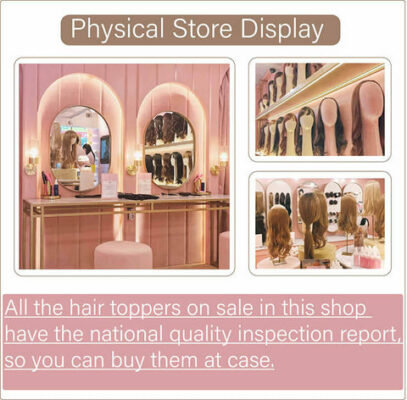 Physical Store Display
All the hair toppers on sale in this shop
have the national quality inspection report,
so you can buy them at case.